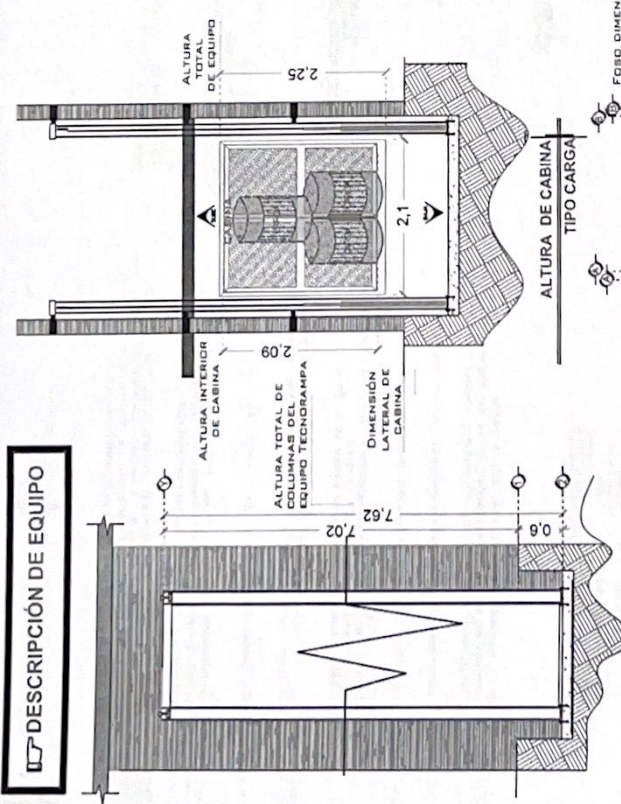 DESCRIPCIÓN DE EQUIPO
7,02
7,62
0,6
ALTURA INTERIOR
DE CABINA
ALTURA TOTAL DE
COLUMNAS DEL
EQUIPO TECNORAMPA
DIMENSIÓN
LATERAL DE
CABINA
2,09
2,1
ALTURA
TOTAL
DE EQUIPO
2,25
ALTURA DE CABINA
TIPO CARGA
FOSO DIMEN